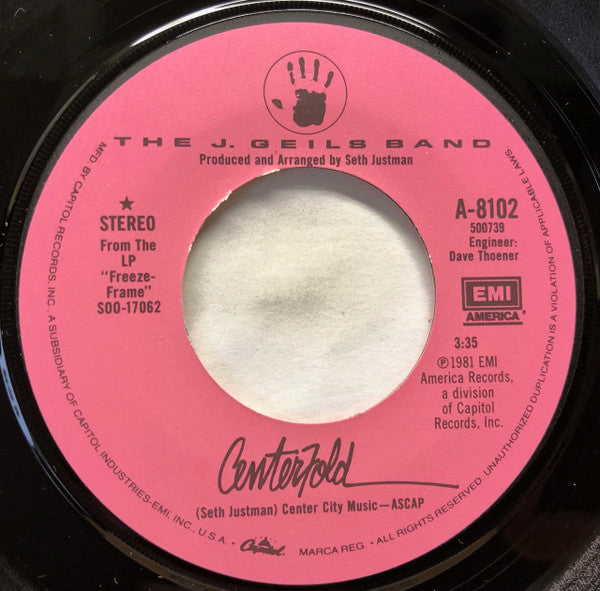 THE J. GEILS BAND
Produced and Arranged by Seth Justman
★
STEREO
From The
LP
"Freeze-
Frame"
SOO-17062
A-8102
500739
Engineer:
Dave Thoener
EMI
AMERICA
3:35
℗1981 EMI
America Records,
a division
of Capitol
Records, Inc.
Centerfold
(Seth Justman) Center City Music—ASCAP
MFD. BY CAPITOL RECORDS, INC. A SUBSIDIARY OF CAPITOL INDUSTRIES-EMI, INC. U.S.A. • Capitol MARCA REG. • ALL RIGHTS RESERVED UNAUTHORIZED DUPLICATION IS A VIOLATION OF APPLICABLE LAWS